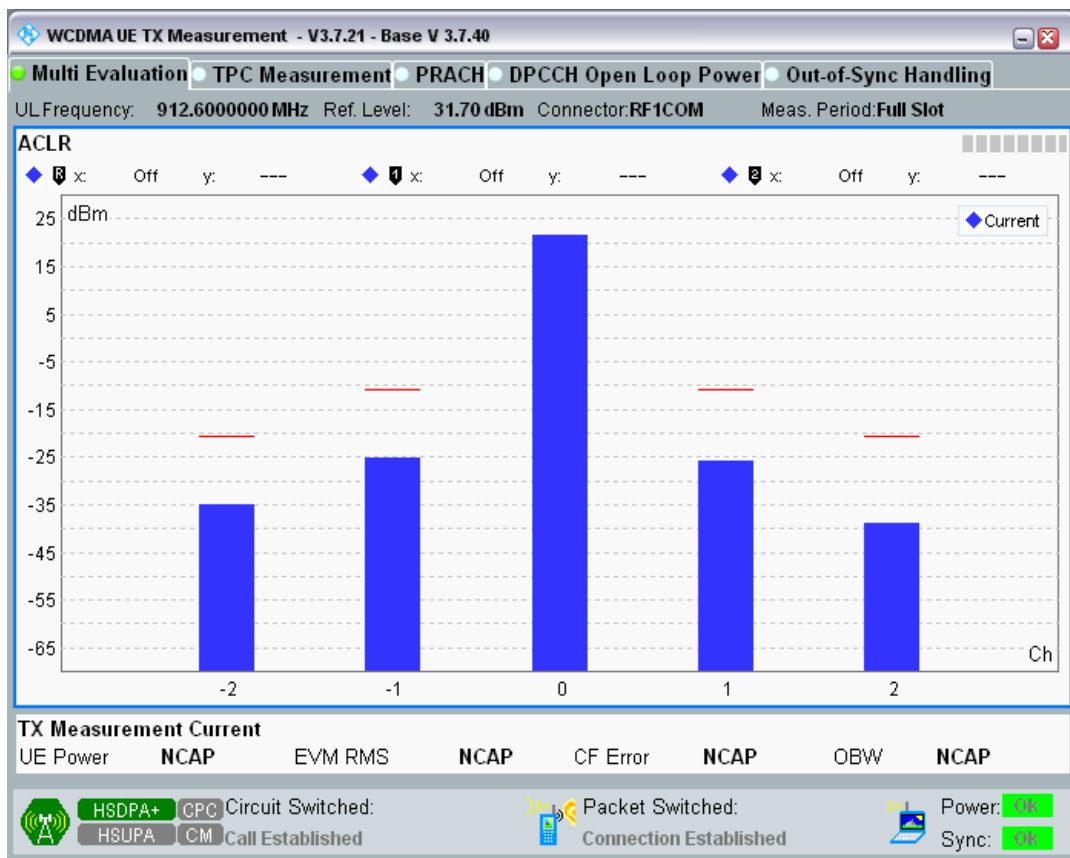 WCDMA UE TX Measurement - V3.7.21 - Base V 3.7.40
Multi Evaluation TPC Measurement PRACH DPCCH Open Loop Power Out-of-Sync Handling
UL Frequency: 912.6000000 MHz Ref. Level: 31.70 dBm Connector:RF1COM Meas. Period:Full Slot
ACLR
R x: Off y: --- 1 x: Off y: --- 2 x: Off y: ---
dBm
Current
25
15
5
-5
-15
-25
-35
-45
-55
-65
Ch
-2 -1 0 1 2
TX Measurement Current
UE Power NCAP EVM RMS NCAP CF Error NCAP OBW NCAP
HSDPA+ CPC Circuit Switched: Packet Switched: Power: Ok
HSUPA CM Call Established Connection Established Sync: Ok